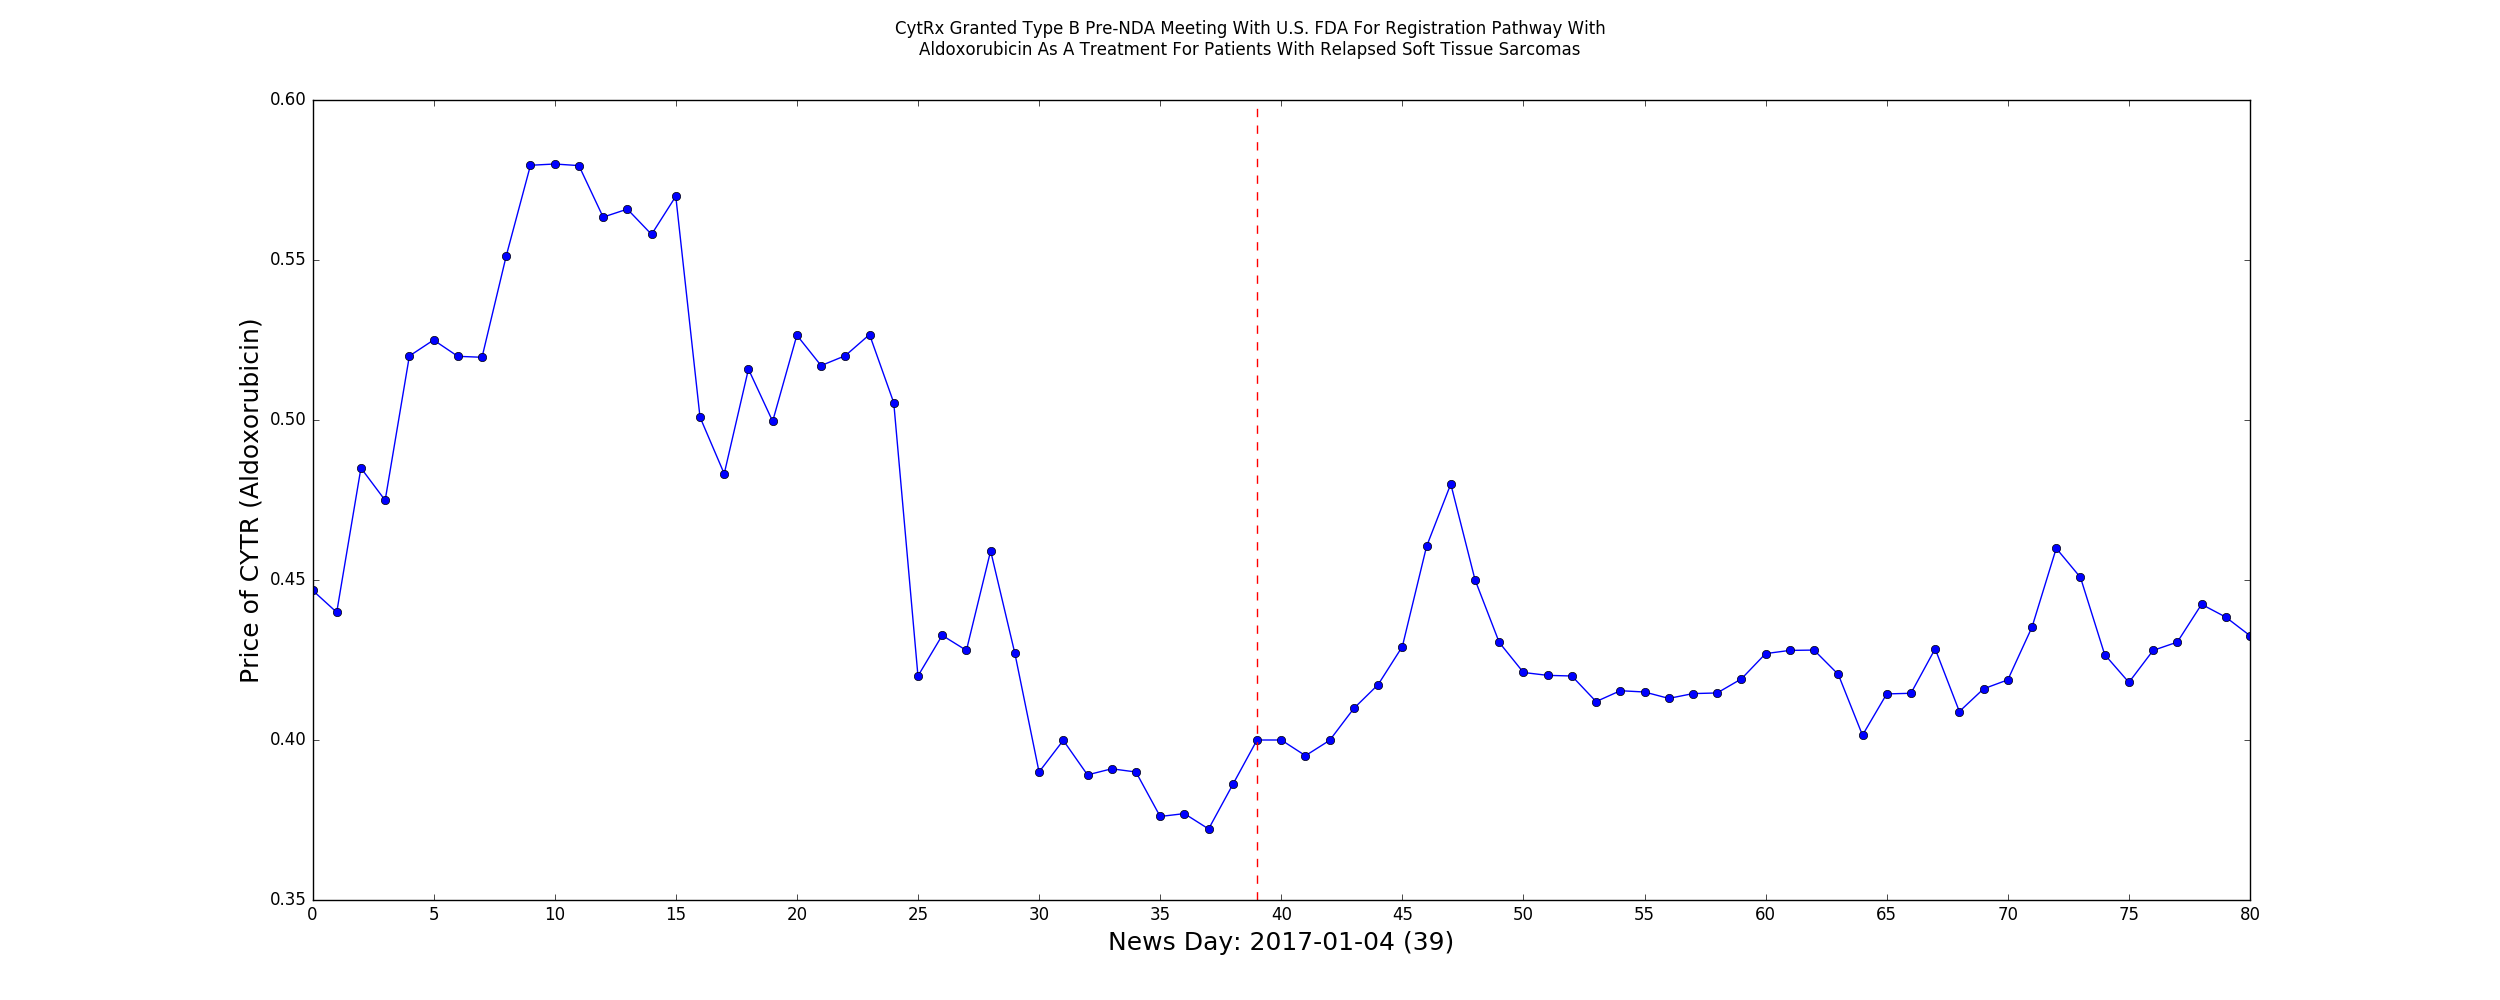 CytRx Granted Type B Pre-NDA Meeting With U.S. FDA For Registration Pathway With
Aldoxorubicin As A Treatment For Patients With Relapsed Soft Tissue Sarcomas
0.60
0.55
0.50
0.45
0.40
0.35
Price of CYTR (Aldoxorubicin)
0 5 10 15 20 25 30 35 40 45 50 55 60 65 70 75 80
News Day: 2017-01-04 (39)